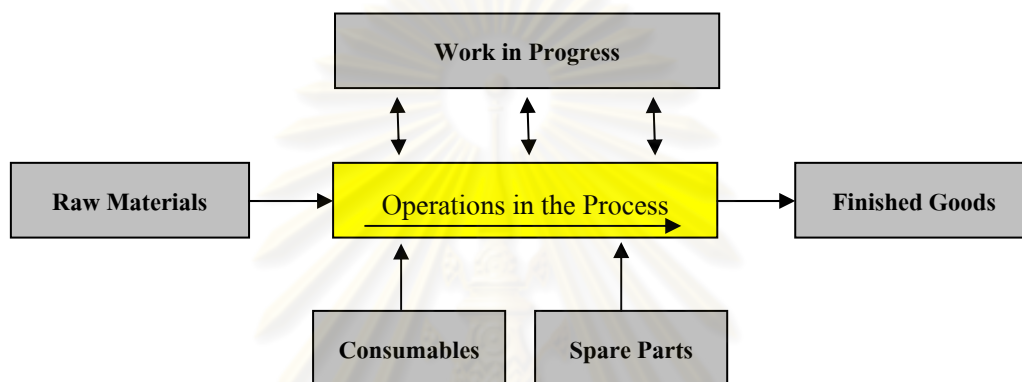 Work in Progress
Raw Materials
Operations in the Process
Finished Goods
Consumables
Spare Parts